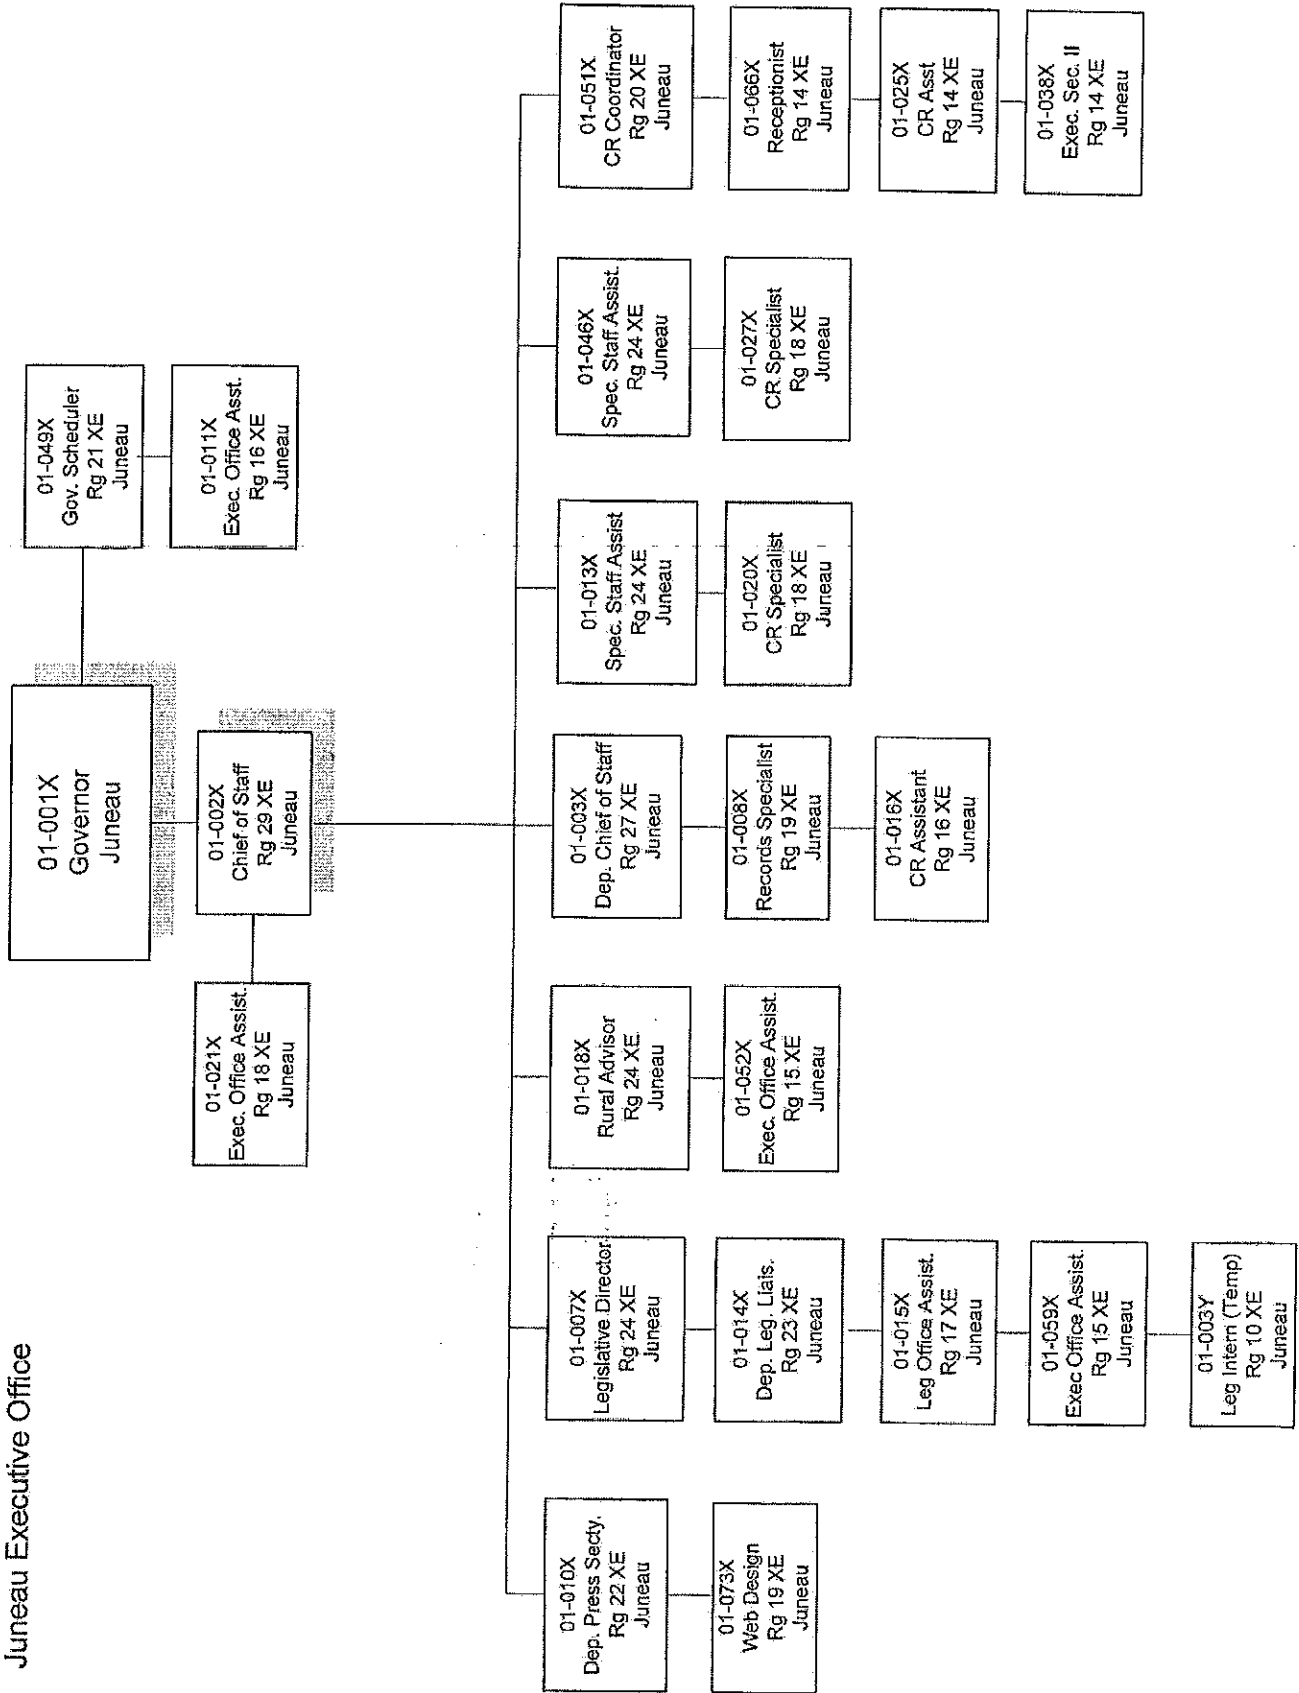 Juneau Executive Office
01-001X
Governor
Juneau
01-049X
Gov. Scheduler
Rg 21 XE
Juneau
01-011X
Exec. Office Asst.
Rg 16 XE
Juneau
01-002X
Chief of Staff
Rg 29 XE
Juneau
01-021X
Exec. Office Assist.
Rg 18 XE
Juneau
01-010X
Dep. Press Secty.
Rg 22 XE
Juneau
01-073X
Web Design
Rg 19 XE
Juneau
01-007X
Legislative Director
Rg 24 XE
Juneau
01-014X
Dep. Leg. Liais.
Rg 23 XE
Juneau
01-015X
Leg Office Assist.
Rg 17 XE
Juneau
01-059X
Exec Office Assist.
Rg 15 XE
Juneau
01-003Y
Leg Intern (Temp)
Rg 10 XE
Juneau
01-018X
Rural Advisor
Rg 24 XE
Juneau
01-052X
Exec. Office Assist.
Rg 15 XE
Juneau
01-003X
Dep. Chief of Staff
Rg 27 XE
Juneau
01-008X
Records Specialist
Rg 19 XE
Juneau
01-016X
CR Assistant
Rg 16 XE
Juneau
01-013X
Spec. Staff Assist
Rg 24 XE
Juneau
01-020X
CR Specialist
Rg 18 XE
Juneau
01-046X
Spec. Staff Assist.
Rg 24 XE
Juneau
01-027X
CR Specialist
Rg 18 XE
Juneau
01-051X
CR Coordinator
Rg 20 XE
Juneau
01-066X
Receptionist
Rg 14 XE
Juneau
01-025X
CR Asst
Rg 14 XE
Juneau
01-038X
Exec. Sec. II
Rg 14 XE
Juneau